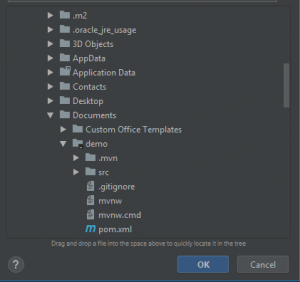 .m2
.oracle_jre_usage
3D Objects
AppData
Application Data
Contacts
Desktop
Documents
Custom Office Templates
demo
.mvn
src
.gitignore
mvnw
mvnw.cmd
m pom.xml
Drag and drop a file into the space above to quickly locate it in the tree
? OK Cancel